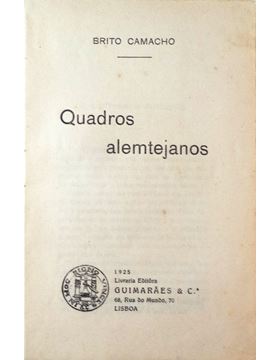 BRITO CAMACHO
Quadros
alemtejanos
1925
Livraria Editôra
GUIMARÃES & C.ª
68, Rua do Mundo, 70
LISBOA